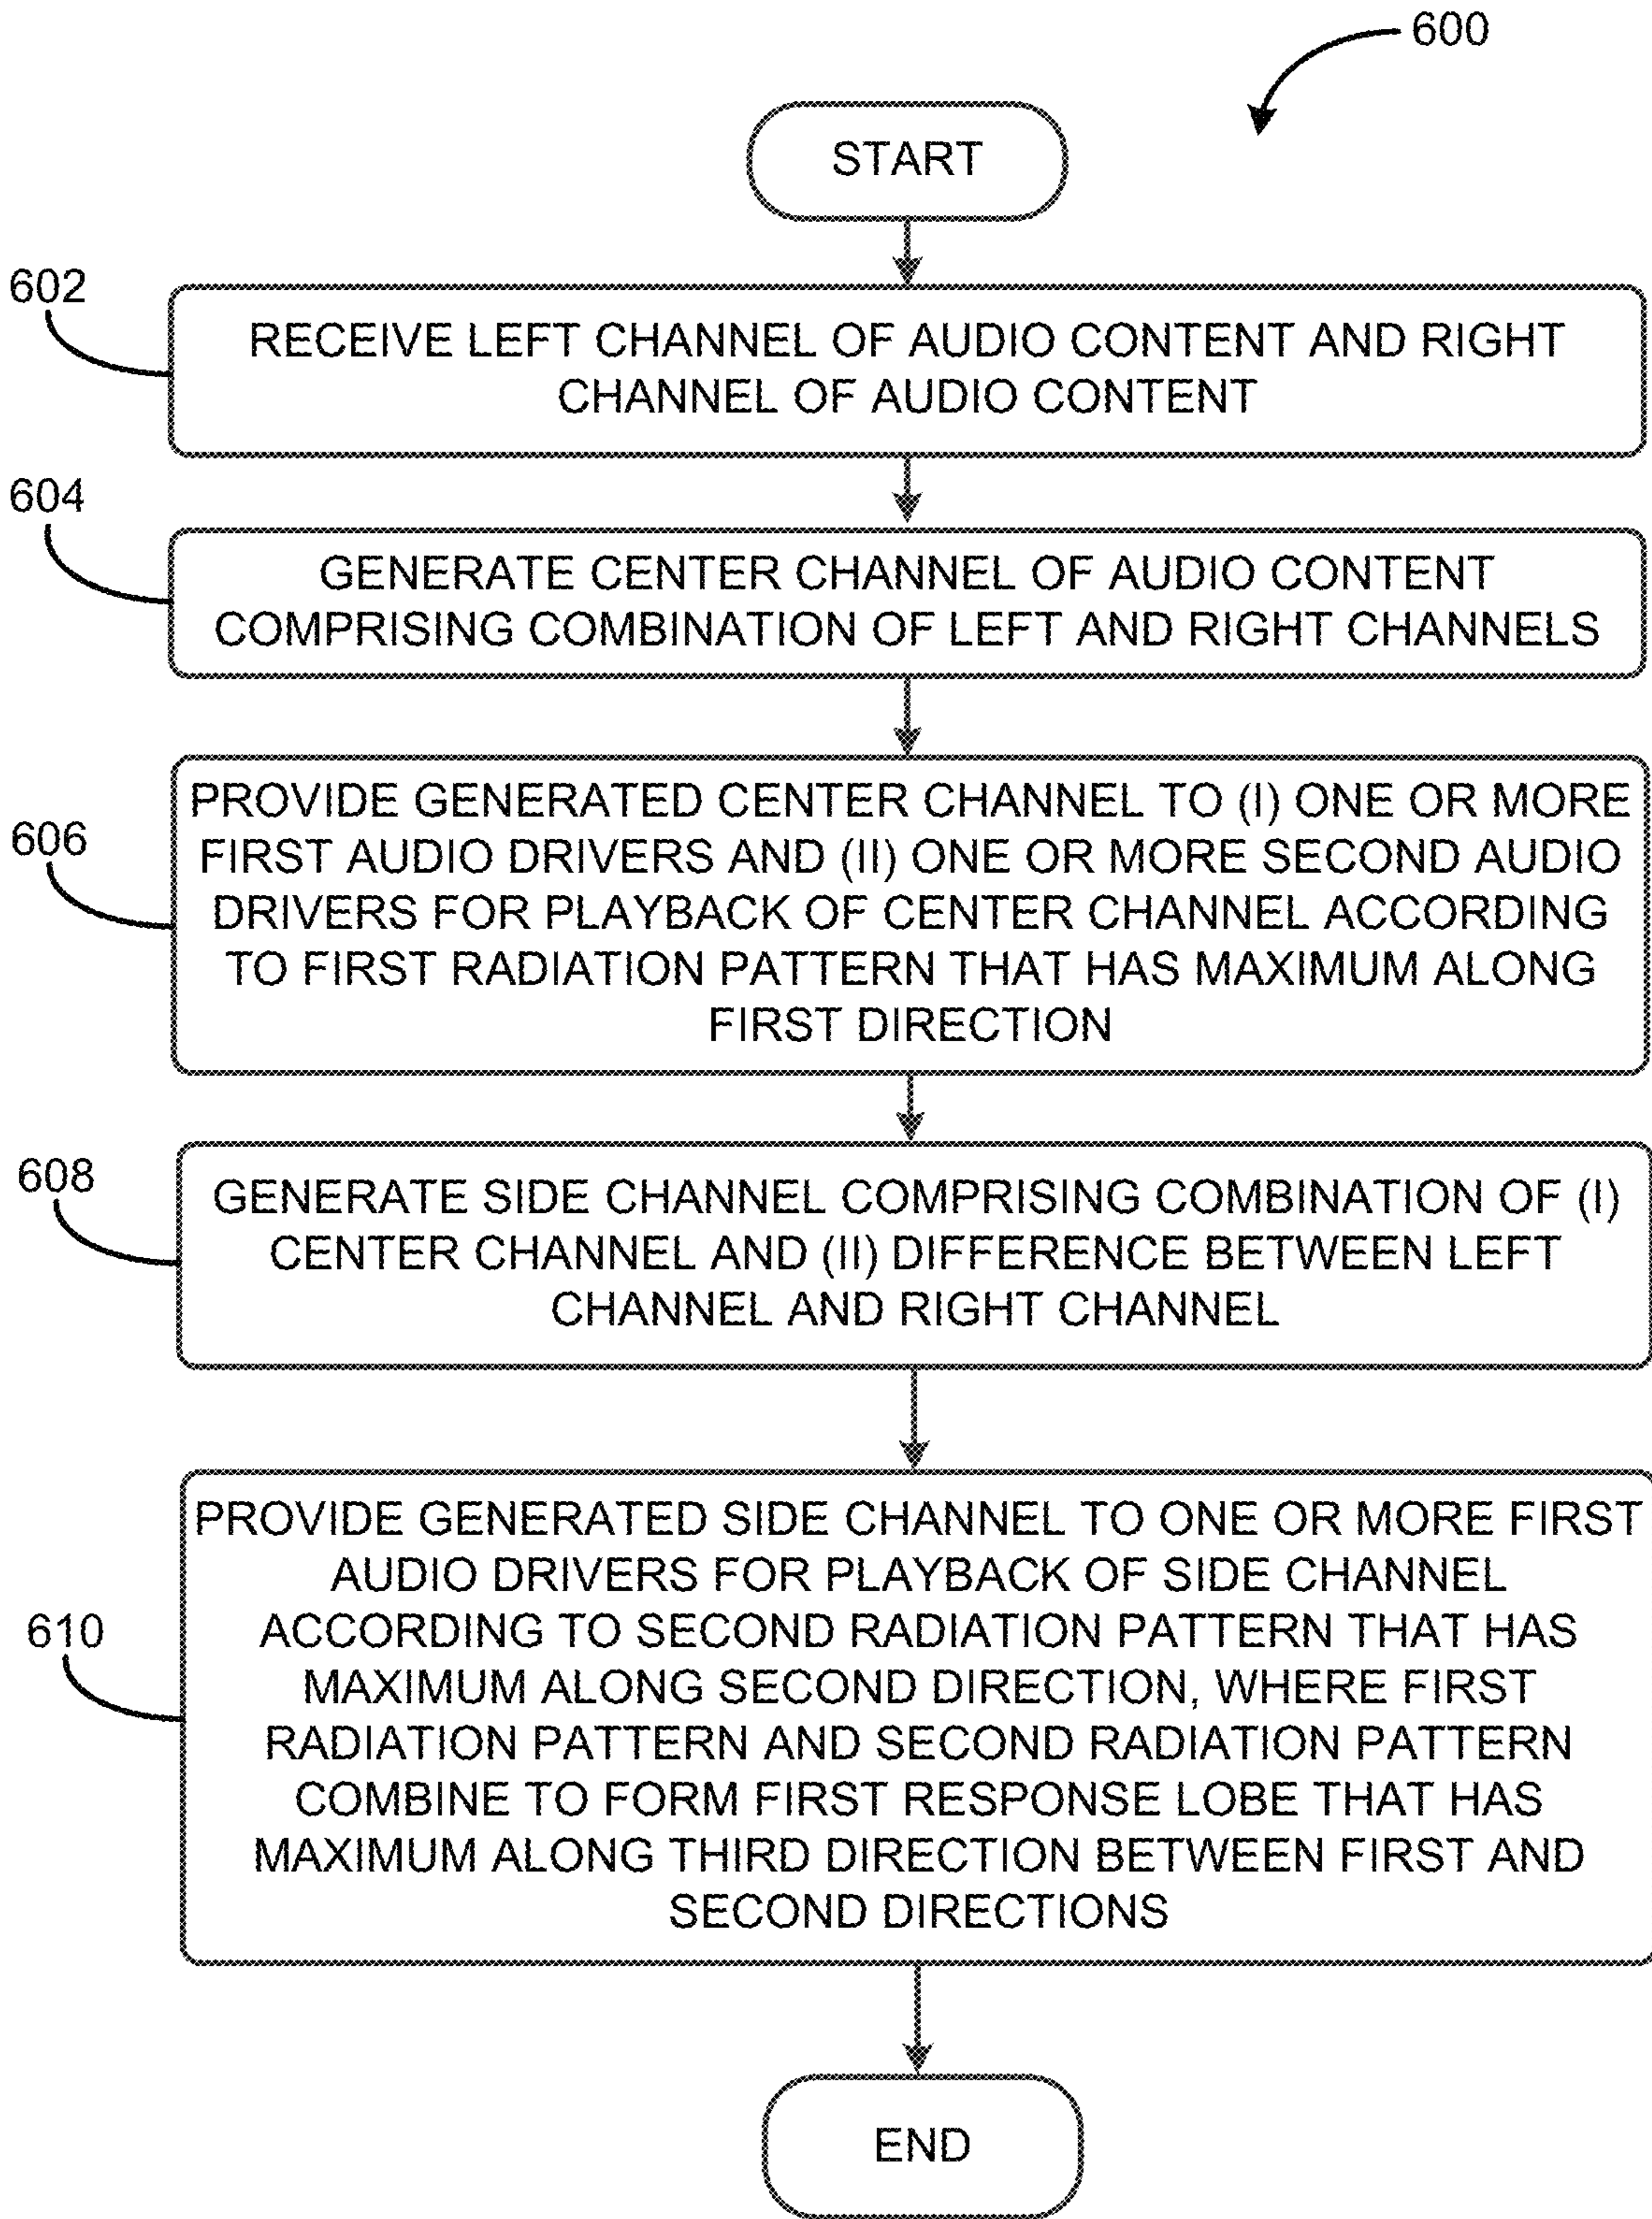 600
START
602
RECEIVE LEFT CHANNEL OF AUDIO CONTENT AND RIGHT
CHANNEL OF AUDIO CONTENT
604
GENERATE CENTER CHANNEL OF AUDIO CONTENT
COMPRISING COMBINATION OF LEFT AND RIGHT CHANNELS
606
PROVIDE GENERATED CENTER CHANNEL TO (I) ONE OR MORE
FIRST AUDIO DRIVERS AND (II) ONE OR MORE SECOND AUDIO
DRIVERS FOR PLAYBACK OF CENTER CHANNEL ACCORDING
TO FIRST RADIATION PATTERN THAT HAS MAXIMUM ALONG
FIRST DIRECTION
608
GENERATE SIDE CHANNEL COMPRISING COMBINATION OF (I)
CENTER CHANNEL AND (II) DIFFERENCE BETWEEN LEFT
CHANNEL AND RIGHT CHANNEL
610
PROVIDE GENERATED SIDE CHANNEL TO ONE OR MORE FIRST
AUDIO DRIVERS FOR PLAYBACK OF SIDE CHANNEL
ACCORDING TO SECOND RADIATION PATTERN THAT HAS
MAXIMUM ALONG SECOND DIRECTION, WHERE FIRST
RADIATION PATTERN AND SECOND RADIATION PATTERN
COMBINE TO FORM FIRST RESPONSE LOBE THAT HAS
MAXIMUM ALONG THIRD DIRECTION BETWEEN FIRST AND
SECOND DIRECTIONS
END